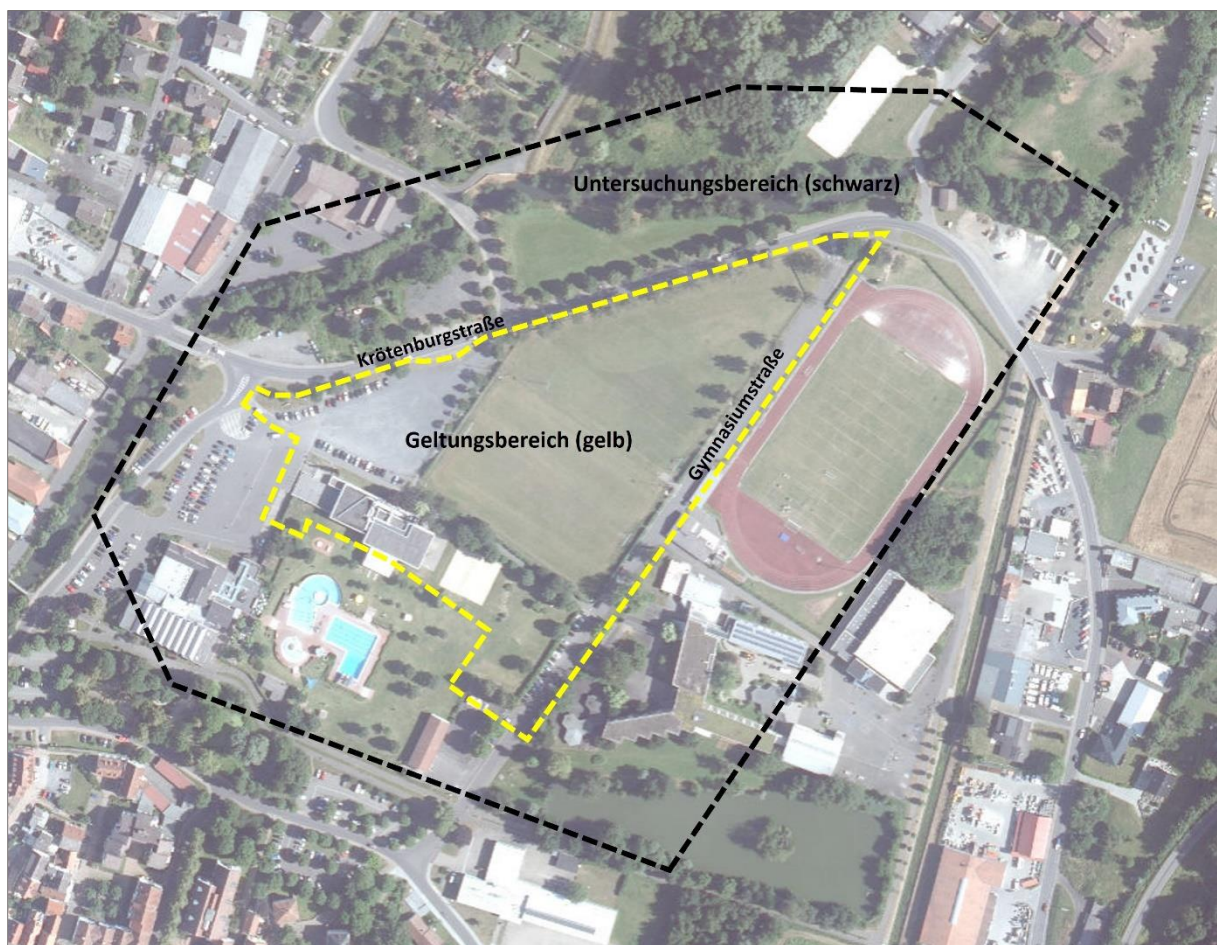 Untersuchungsbereich (schwarz)
Krötenburgstraße
Geltungsbereich (gelb)
Gymnasiumstraße